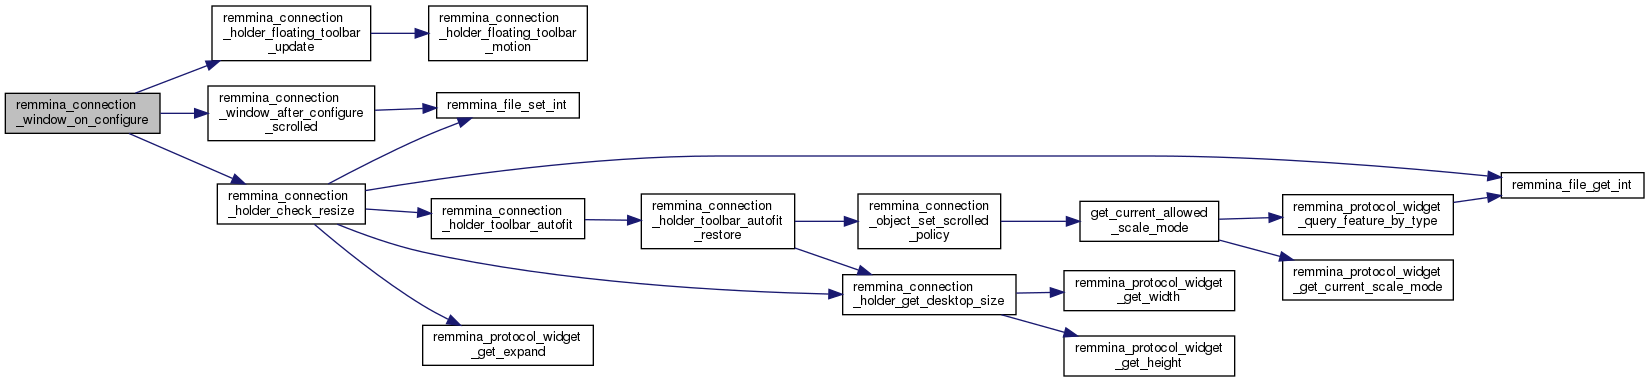 remmina_connection
_window_on_configure
remmina_connection
_holder_floating_toolbar
_update
remmina_connection
_holder_floating_toolbar
_motion
remmina_connection
_window_after_configure
_scrolled
remmina_file_set_int
remmina_connection
_holder_check_resize
remmina_connection
_holder_toolbar_autofit
remmina_connection
_holder_toolbar_autofit
_restore
remmina_connection
_object_set_scrolled
_policy
get_current_allowed
_scale_mode
remmina_protocol_widget
_query_feature_by_type
remmina_file_get_int
remmina_protocol_widget
_get_current_scale_mode
remmina_connection
_holder_get_desktop_size
remmina_protocol_widget
_get_width
remmina_protocol_widget
_get_height
remmina_protocol_widget
_get_expand